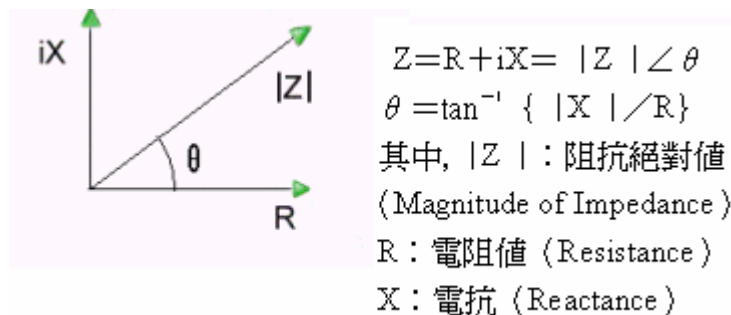 iX
|Z|
θ
R
Z=R+iX= |Z |∠θ
θ=tan⁻¹ { |X |／R}
其中, |Z |：阻抗絕對值
(Magnitude of Impedance)
R：電阻值 (Resistance)
X：電抗 (Reactance)